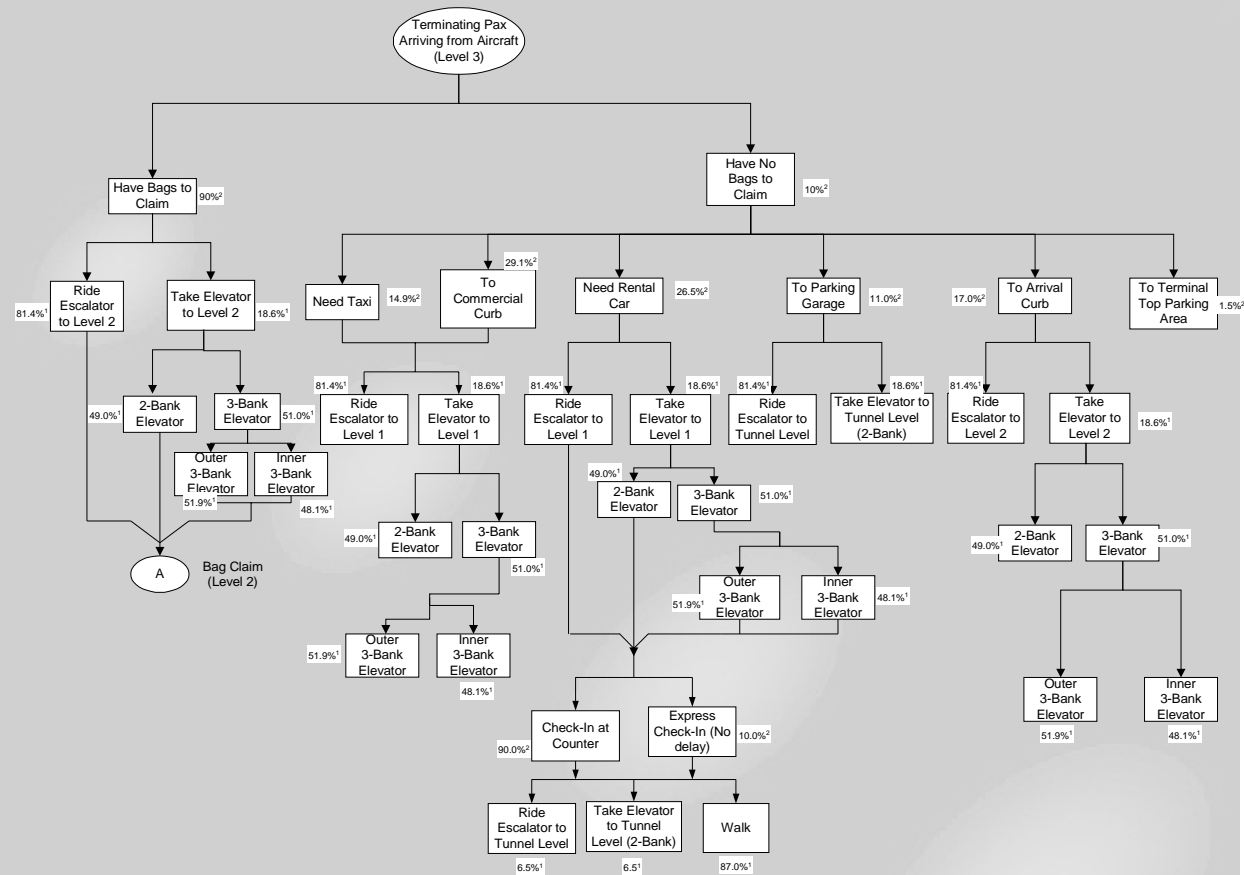 Terminating Pax
Arriving from Aircraft
(Level 3)
Have Bags to
Claim
90%²
Have No
Bags to
Claim
10%²
Ride
Escalator
to Level 2
81.4%¹
Take Elevator
to Level 2
18.6%¹
2-Bank
Elevator
49.0%¹
3-Bank
Elevator
51.0%¹
Outer
3-Bank
Elevator
51.9%¹
Inner
3-Bank
Elevator
48.1%¹
A
Bag Claim
(Level 2)
Need Taxi
14.9%²
To
Commercial
Curb
29.1%²
81.4%¹
Ride
Escalator to
Level 1
18.6%¹
Take
Elevator to
Level 1
2-Bank
Elevator
49.0%¹
3-Bank
Elevator
51.0%¹
Outer
3-Bank
Elevator
51.9%¹
Inner
3-Bank
Elevator
48.1%¹
Need Rental
Car
26.5%²
81.4%¹
Ride
Escalator to
Level 1
18.6%¹
Take
Elevator to
Level 1
49.0%¹
2-Bank
Elevator
3-Bank
Elevator
51.0%¹
Outer
3-Bank
Elevator
51.9%¹
Inner
3-Bank
Elevator
48.1%¹
Check-In at
Counter
90.0%²
Express
Check-In (No
delay)
10.0%²
Ride
Escalator to
Tunnel Level
6.5%¹
Take Elevator
to Tunnel
Level (2-Bank)
6.5¹
Walk
87.0%¹
To Parking
Garage
11.0%²
81.4%¹
Ride
Escalator to
Tunnel Level
18.6%¹
Take Elevator to
Tunnel Level
(2-Bank)
To Arrival
Curb
17.0%²
81.4%¹
Ride
Escalator to
Level 2
Take
Elevator to
Level 2
18.6%¹
2-Bank
Elevator
49.0%¹
3-Bank
Elevator
51.0%¹
Outer
3-Bank
Elevator
51.9%¹
Inner
3-Bank
Elevator
48.1%¹
To Terminal
Top Parking
Area
1.5%²